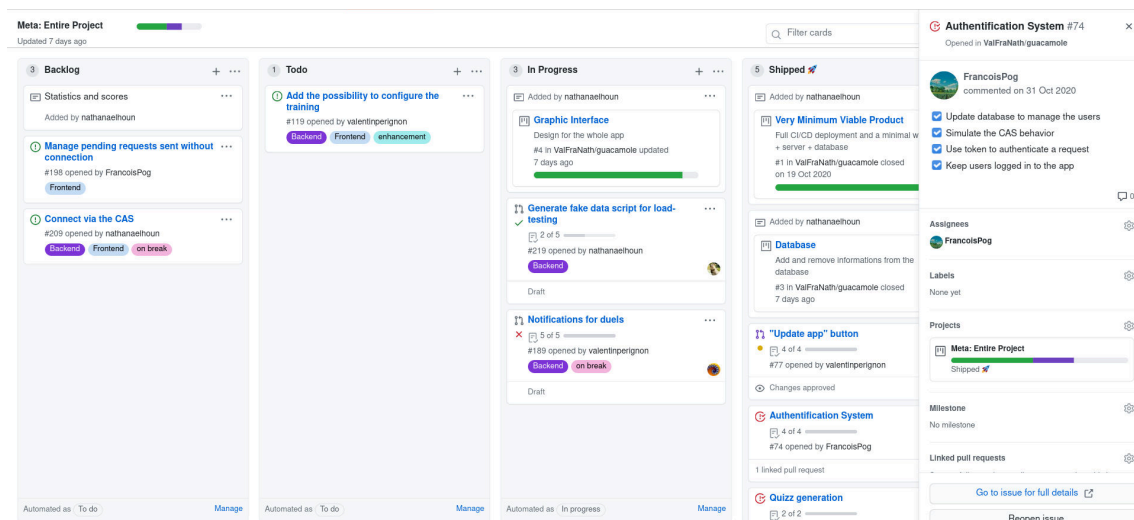 Meta: Entire Project
Updated 7 days ago
Filter cards
3 Backlog
Statistics and scores
Added by nathanaelhoun
Manage pending requests sent without
connection
#198 opened by FrancoisPog
Frontend
Connect via the CAS
#209 opened by nathanaelhoun
Backend Frontend on break
Automated as To do Manage
1 Todo
Add the possibility to configure the
training
#119 opened by valentinperignon
Backend Frontend enhancement
Automated as To do Manage
3 In Progress
Added by nathanaelhoun
Graphic Interface
Design for the whole app
#4 in ValFraNath/guacamole updated
7 days ago
Generate fake data script for load-
testing
2 of 5
#219 opened by nathanaelhoun
Backend
Draft
Notifications for duels
5 of 5
#189 opened by valentinperignon
Backend on break
Draft
Automated as In progress Manage
5 Shipped 🚀
Added by nathanaelhoun
Very Minimum Viable Product
Full CI/CD deployment and a minimal w
+ server + database
#1 in ValFraNath/guacamole closed
on 19 Oct 2020
Added by nathanaelhoun
Database
Add and remove informations from the
database
#3 in ValFraNath/guacamole closed
7 days ago
"Update app" button
4 of 4
#77 opened by valentinperignon
Changes approved
Authentification System
4 of 4
#74 opened by FrancoisPog
1 linked pull request
Quizz generation
2 of 2
Authentification System #74
Opened in ValFraNath/guacamole
FrancoisPog
commented on 31 Oct 2020
Update database to manage the users
Simulate the CAS behavior
Use token to authenticate a request
Keep users logged in to the app
0
Assignees
FrancoisPog
Labels
None yet
Projects
Meta: Entire Project
Shipped 🚀
Milestone
No milestone
Linked pull requests
Go to issue for full details
Reopen issue